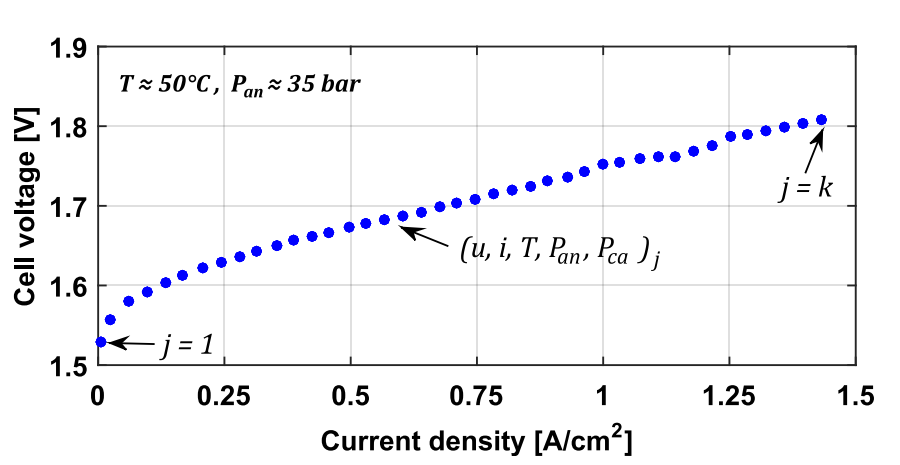 1.9
T ≈ 50°C, Pan ≈ 35 bar
1.8
j = k
1.7
(u, i, T, Pan, Pca )j
1.6
j = 1
1.5
0 0.25 0.5 0.75 1 1.25 1.5
Cell voltage [V]
Current density [A/cm²]